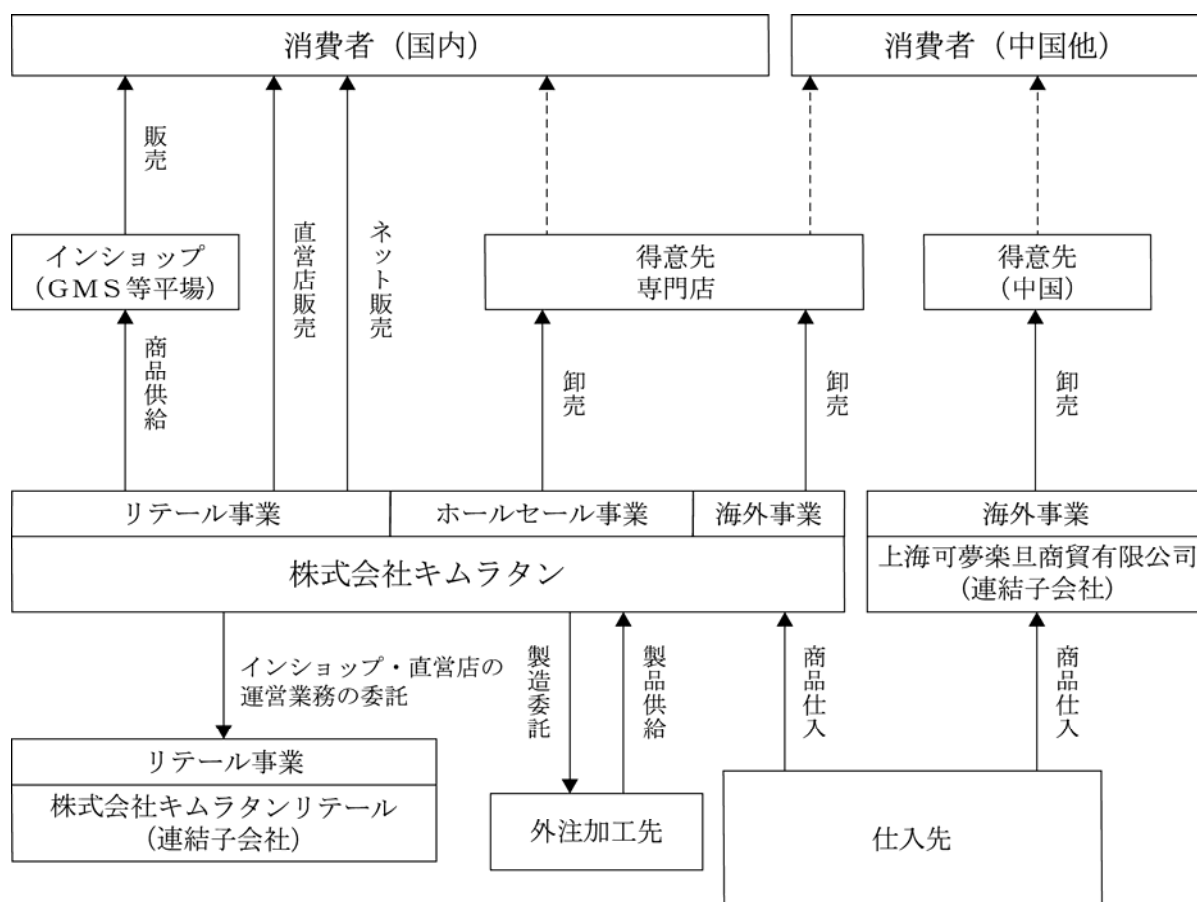 消費者（国内）
消費者（中国他）
販売
インショップ
（ＧＭＳ等平場）
直営店販売
ネット販売
得意先
専門店
得意先
（中国）
商品供給
卸売
卸売
卸売
リテール事業
ホールセール事業
海外事業
海外事業
株式会社キムラタン
上海可夢楽旦商貿有限公司
（連結子会社）
インショップ・直営店の
運営業務の委託
製造委託
製品供給
商品仕入
商品仕入
リテール事業
株式会社キムラタンリテール
（連結子会社）
外注加工先
仕入先